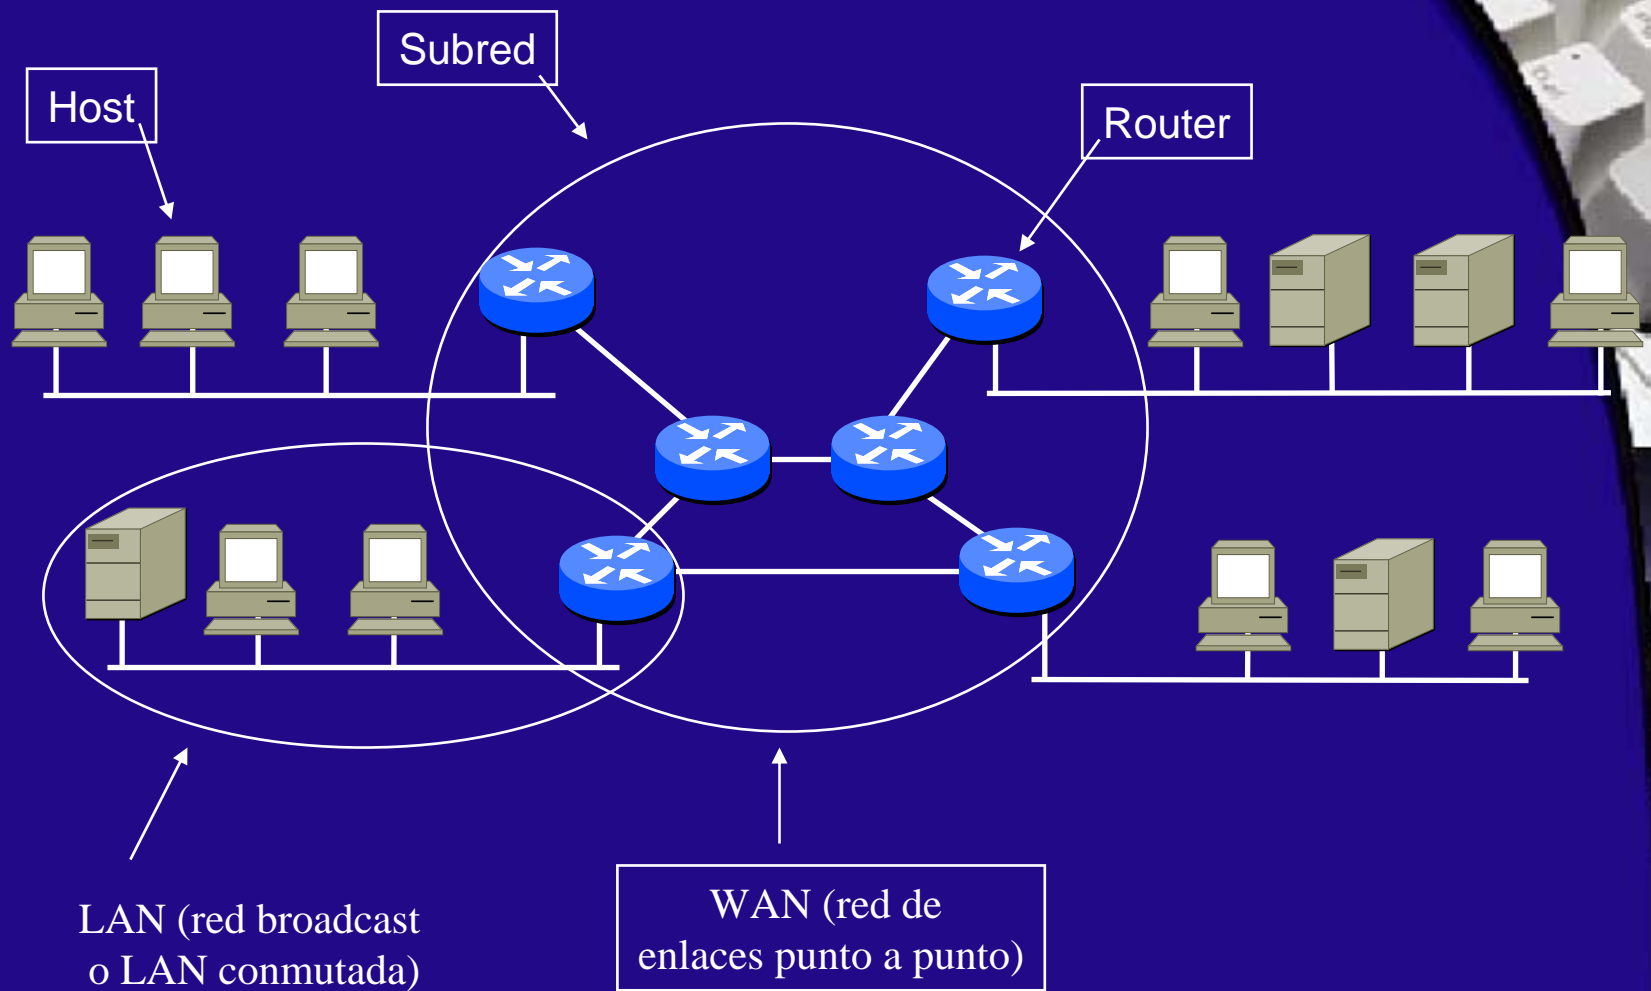 Subred
Host
Router
LAN (red broadcast
o LAN conmutada)
WAN (red de
enlaces punto a punto)